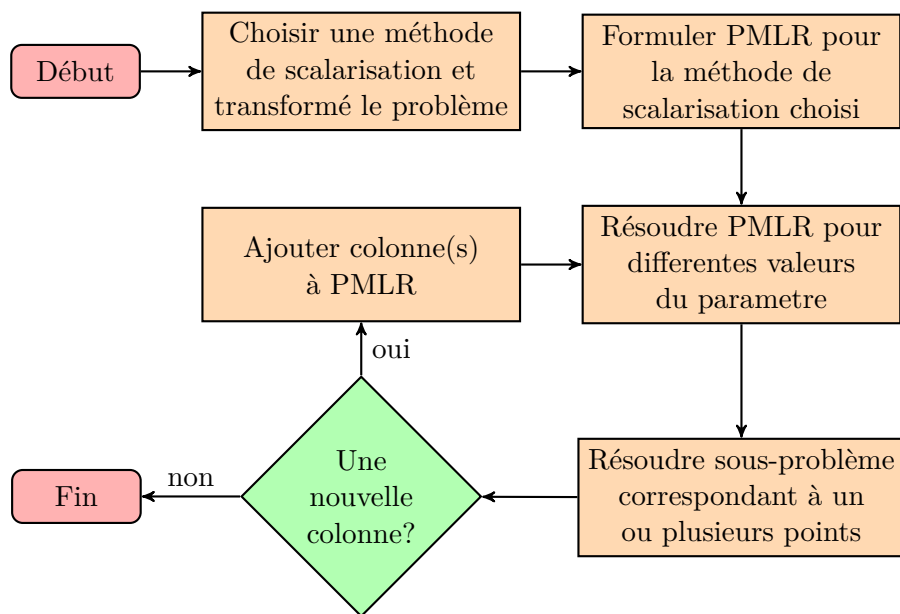 Début
Choisir une méthode
de scalarisation et
transformé le problème
Formuler PMLR pour
la méthode de
scalarisation choisi
Résoudre PMLR pour
differentes valeurs
du parametre
Ajouter colonne(s)
à PMLR
oui
Résoudre sous-problème
correspondant à un
ou plusieurs points
Une
nouvelle
colonne?
non
Fin